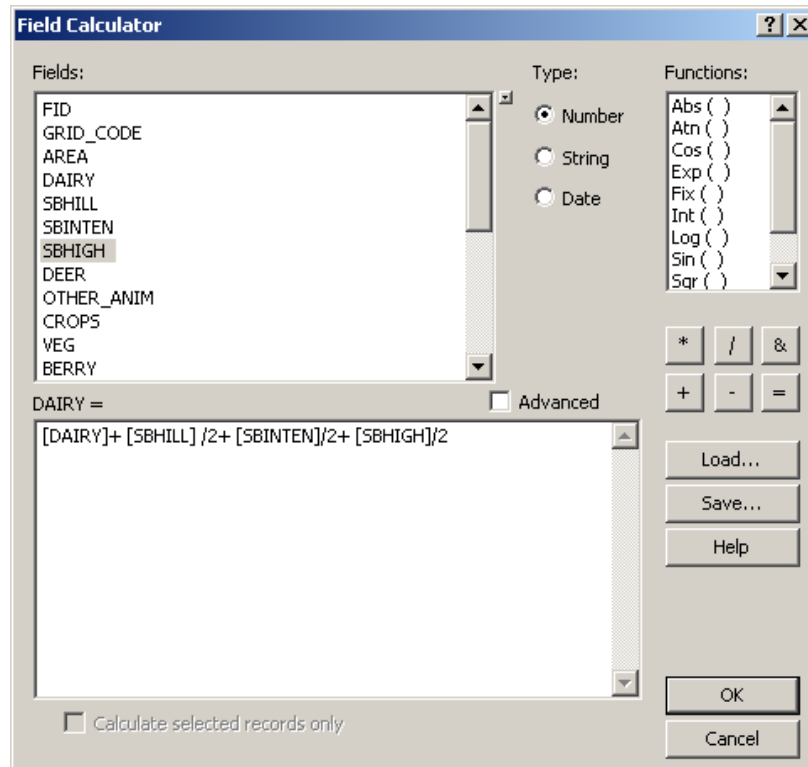 Field Calculator
Fields:
Type:
Functions:
FID
GRID_CODE
AREA
DAIRY
SBHILL
SBINTEN
SBHIGH
DEER
OTHER_ANIM
CROPS
VEG
BERRY
Number
String
Date
Abs ( )
Atn ( )
Cos ( )
Exp ( )
Fix ( )
Int ( )
Log ( )
Sin ( )
Sqr ( )
* / &
+ - =
DAIRY =
Advanced
[DAIRY]+ [SBHILL] /2+ [SBINTEN]/2+ [SBHIGH]/2
Load...
Save...
Help
Calculate selected records only
OK
Cancel